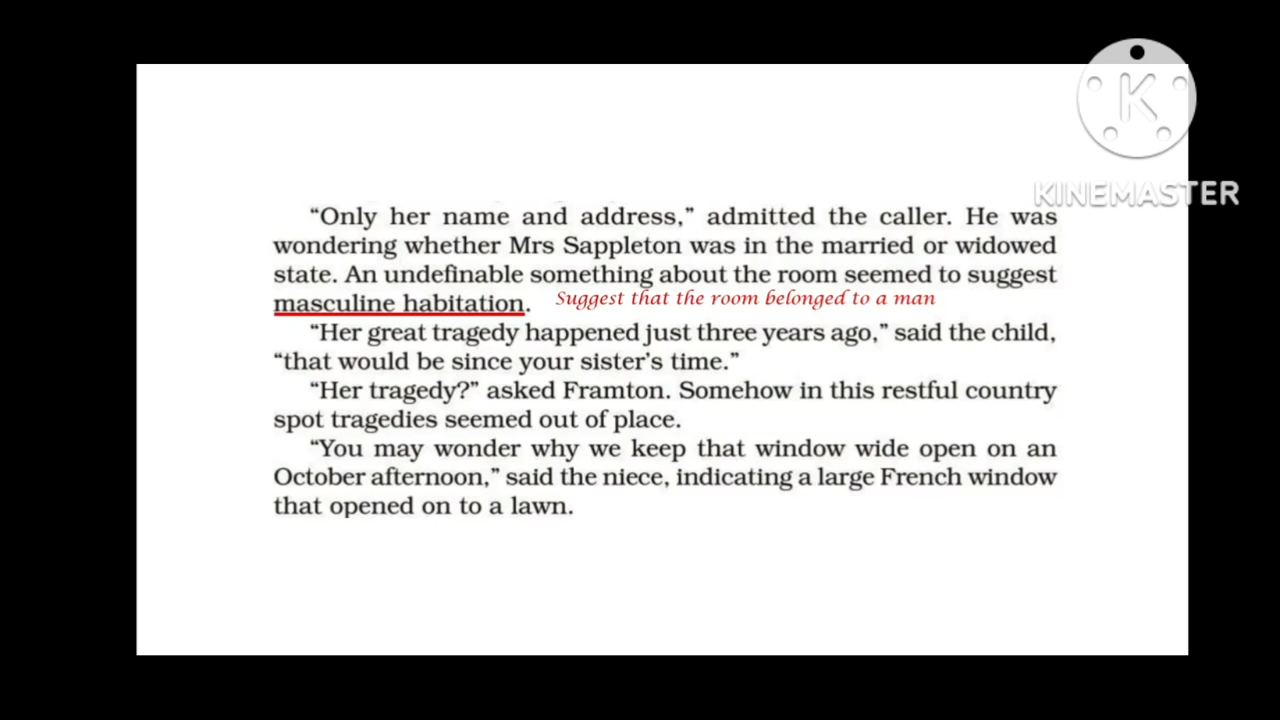 K
KINEMASTER
“Only her name and address,” admitted the caller. He was
wondering whether Mrs Sappleton was in the married or widowed
state. An undefinable something about the room seemed to suggest
masculine habitation. Suggest that the room belonged to a man
“Her great tragedy happened just three years ago,” said the child,
“that would be since your sister’s time.”
“Her tragedy?” asked Framton. Somehow in this restful country
spot tragedies seemed out of place.
“You may wonder why we keep that window wide open on an
October afternoon,” said the niece, indicating a large French window
that opened on to a lawn.